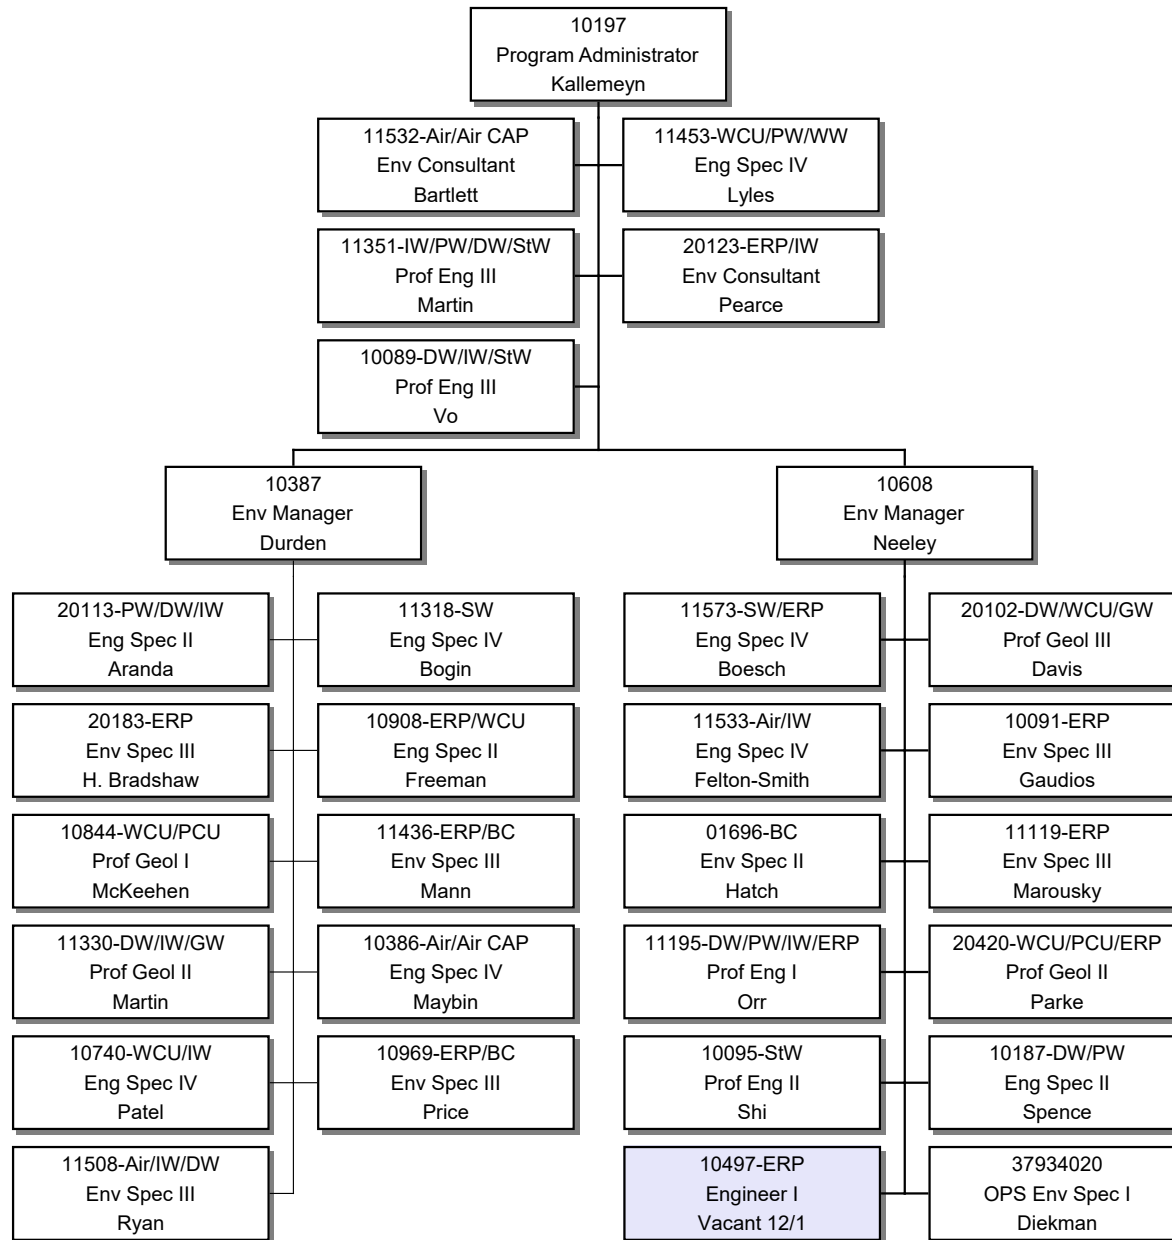 10197
Program Administrator
Kallemeyn
11532-Air/Air CAP
Env Consultant
Bartlett
11453-WCU/PW/WW
Eng Spec IV
Lyles
11351-IW/PW/DW/StW
Prof Eng III
Martin
20123-ERP/IW
Env Consultant
Pearce
10089-DW/IW/StW
Prof Eng III
Vo
10387
Env Manager
Durden
10608
Env Manager
Neeley
20113-PW/DW/IW
Eng Spec II
Aranda
11318-SW
Eng Spec IV
Bogin
20183-ERP
Env Spec III
H. Bradshaw
10908-ERP/WCU
Eng Spec II
Freeman
10844-WCU/PCU
Prof Geol I
McKeehen
11436-ERP/BC
Env Spec III
Mann
11330-DW/IW/GW
Prof Geol II
Martin
10386-Air/Air CAP
Eng Spec IV
Maybin
10740-WCU/IW
Eng Spec IV
Patel
10969-ERP/BC
Env Spec III
Price
11508-Air/IW/DW
Env Spec III
Ryan
11573-SW/ERP
Eng Spec IV
Boesch
20102-DW/WCU/GW
Prof Geol III
Davis
11533-Air/IW
Eng Spec IV
Felton-Smith
10091-ERP
Env Spec III
Gaudios
01696-BC
Env Spec II
Hatch
11119-ERP
Env Spec III
Marousky
11195-DW/PW/IW/ERP
Prof Eng I
Orr
20420-WCU/PCU/ERP
Prof Geol II
Parke
10095-StW
Prof Eng II
Shi
10187-DW/PW
Eng Spec II
Spence
10497-ERP
Engineer I
Vacant 12/1
37934020
OPS Env Spec I
Diekman